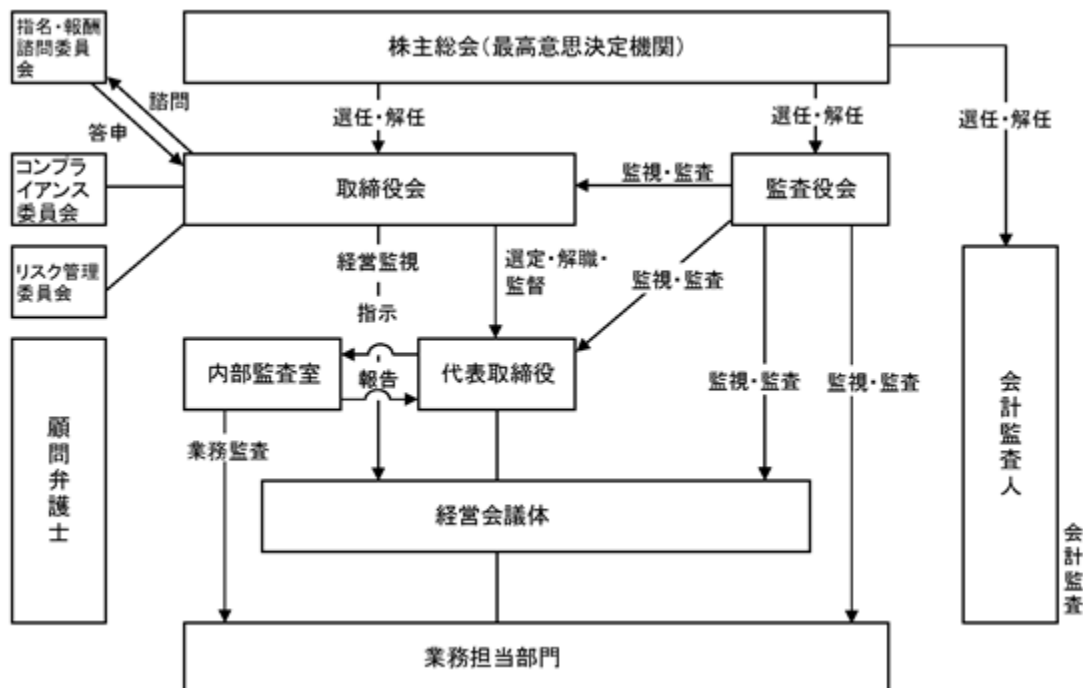 指名・報酬
諮問委員
会
株主総会(最高意思決定機関)
諮問
答申
選任・解任
選任・解任
選任・解任
コンプラ
イアンス
委員会
取締役会
監視・監査
監査役会
リスク管理
委員会
経営監視
選定・解職・
監督
監視・監査
指示
内部監査室
報告
代表取締役
監視・監査
監視・監査
顧問弁護士
業務監査
会計監査人
経営会議体
会計監査
業務担当部門